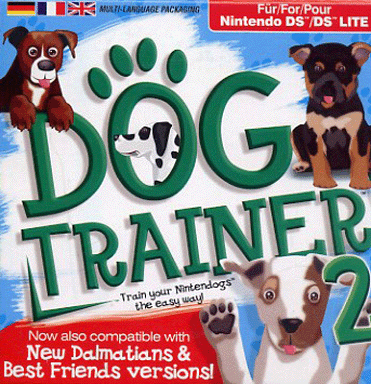 MULTI-LANGUAGE PACKAGING
Für/For/Pour
Nintendo DS™/DS™ LITE
DOG
TRAINER
2
Train your Nintendogs™
the easy way!
Now also compatible with
New Dalmatians &
Best Friends versions!